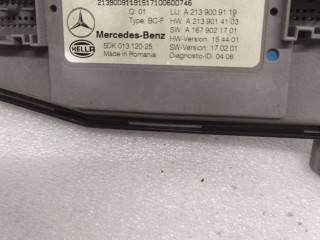 21390091191517100600746
Q: 01 LU: A 213 900 91 19
Type: BC-F HW: A 213 901 41 03
SW: A 167 902 17 01
Mercedes-Benz HW-Version: 15 44 01
HELLA 5DK 013 120-25 SW-Version: 17 02 01
Made in Romania Diagnostic-ID: 04 06